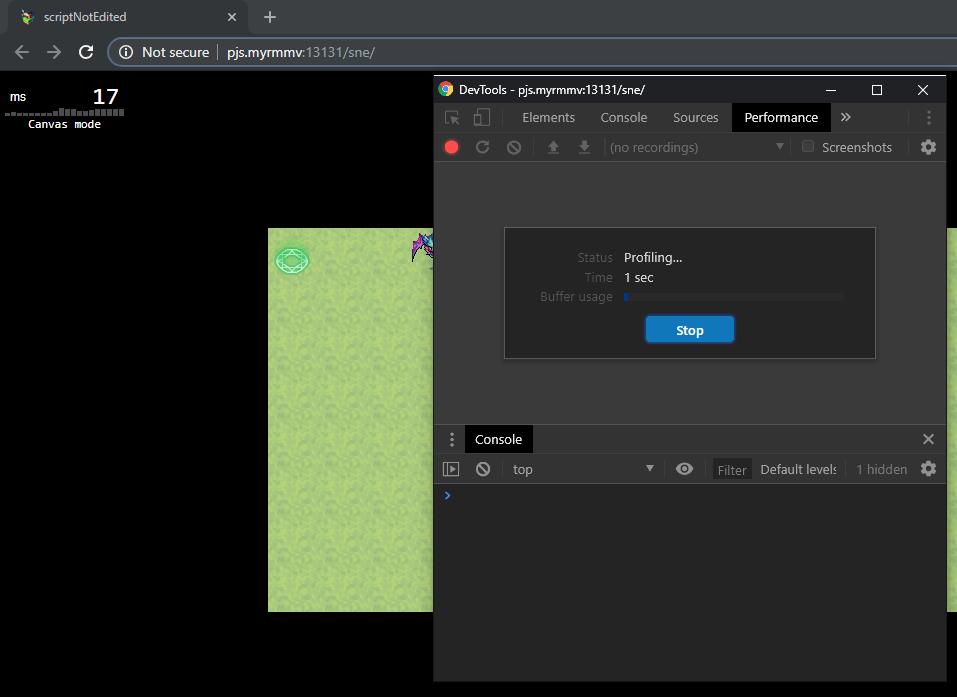 scriptNotEdited
Not secure pjs.myrmmv:13131/sne/
ms 17
Canvas mode
DevTools - pjs.myrmmv:13131/sne/
Elements Console Sources Performance »
(no recordings) Screenshots
Status Profiling...
Time 1 sec
Buffer usage
Stop
Console
top Filter Default levels 1 hidden